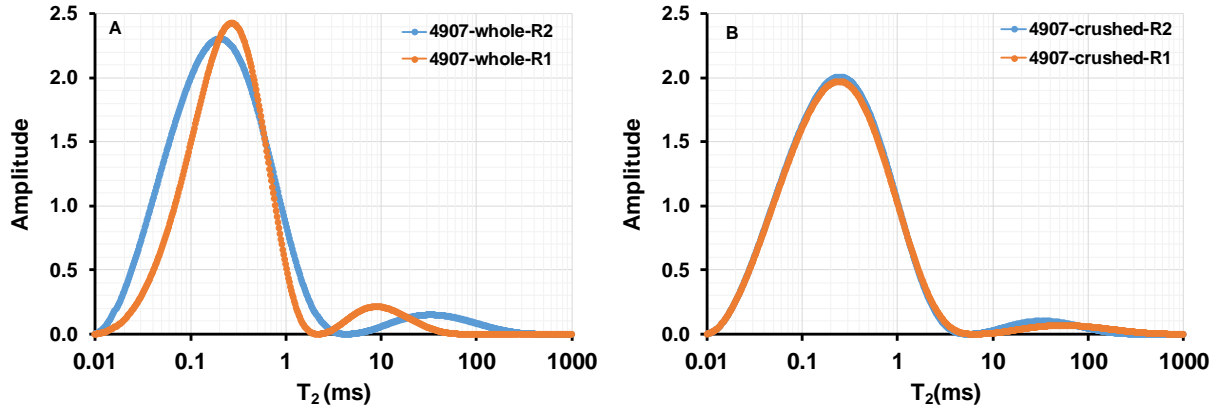 A
4907-whole-R2
4907-whole-R1
Amplitude
2.5
2.0
1.5
1.0
0.5
0.0
0.01 0.1 1 10 100 1000
T2 (ms)
B
4907-crushed-R2
4907-crushed-R1
Amplitude
2.5
2.0
1.5
1.0
0.5
0.0
0.01 0.1 1 10 100 1000
T2(ms)